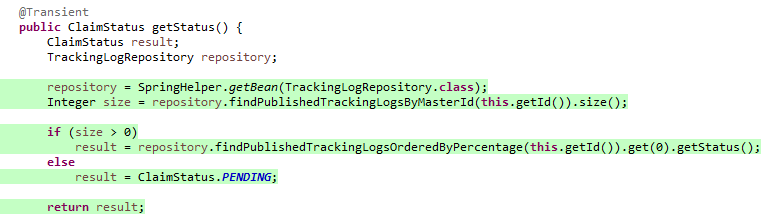 @Transient
public ClaimStatus getStatus() {
ClaimStatus result;
TrackingLogRepository repository;
repository = SpringHelper.getBean(TrackingLogRepository.class);
Integer size = repository.findPublishedTrackingLogsByMasterId(this.getId()).size();
if (size > 0)
result = repository.findPublishedTrackingLogsOrderedByPercentage(this.getId()).get(0).getStatus();
else
result = ClaimStatus.PENDING;
return result;